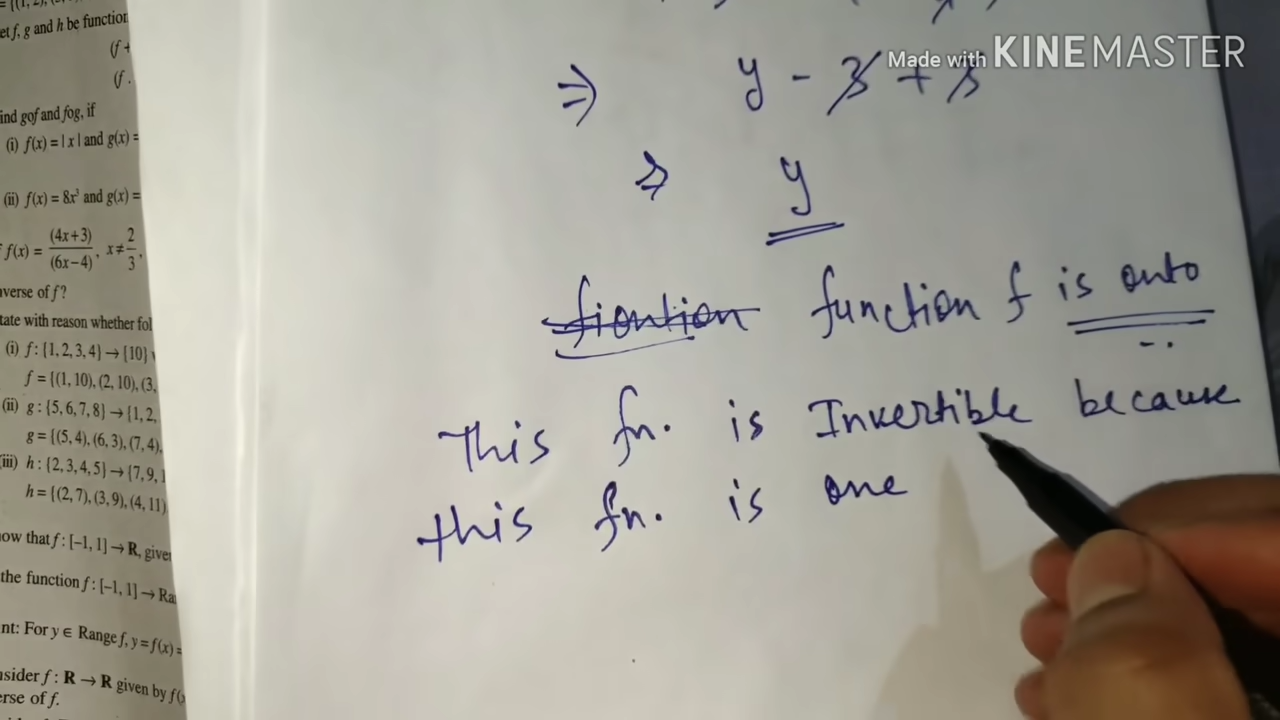 et f, g and h be function
(f +
(f .
ind gof and fog, if
(i) f(x) = |x| and g(x) =
(ii) f(x) = 8x³ and g(x) =
f(x) = (4x+3)/(6x−4), x ≠ 2/3,
verse of f?
tate with reason whether fol
(i) f : {1, 2, 3, 4} → {10}
f = {(1, 10), (2, 10), (3,
(ii) g : {5, 6, 7, 8} → {1, 2,
g = {(5, 4), (6, 3), (7, 4),
(iii) h : {2, 3, 4, 5} → {7, 9,
h = {(2, 7), (3, 9), (4, 11)
ow that f : [−1, 1] → R, given
the function f : [−1, 1] → Ra
nt: For y ∈ Range f, y = f(x) =
nsider f : R → R given by f(
erse of f.
Made with KINEMASTER
⇒ y - 3 + 3
⇒ y
function f is onto
This fn. is Invertible because
this fn. is one